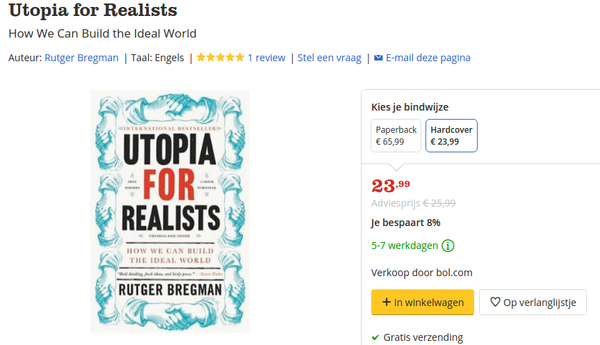 Utopia for Realists
How We Can Build the Ideal World
Auteur: Rutger Bregman | Taal: Engels | 1 review | Stel een vraag | E-mail deze pagina
INTERNATIONAL BESTSELLER
UTOPIA
FOR
REALISTS
HOW WE CAN BUILD
THE IDEAL WORLD
RUTGER BREGMAN
Kies je bindwijze
Paperback
€ 65,99
Hardcover
€ 23,99
23.99
Adviesprijs € 25,99
Je bespaart 8%
5-7 werkdagen
Verkoop door bol.com
+ In winkelwagen
Op verlanglijstje
Gratis verzending